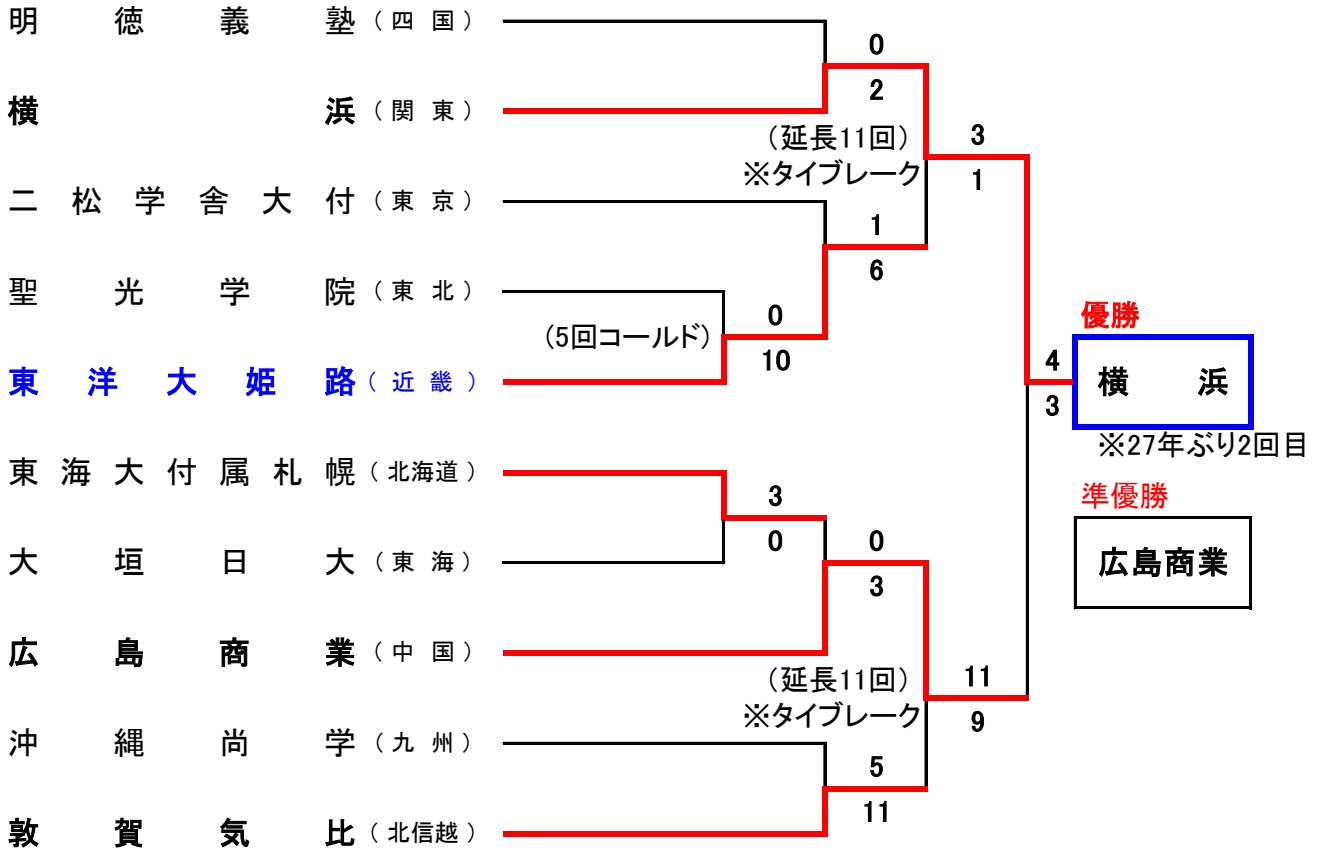 明徳義塾(四国)
0
2
横浜(関東)
(延長11回)
※タイブレーク
3
1
二松学舎大付(東京)
1
6
聖光学院(東北)
(5回コールド)
0
10
東洋大姫路(近畿)
優勝
4
3
横浜
※27年ぶり2回目
東海大付属札幌(北海道)
3
0
準優勝
広島商業
大垣日大(東海)
0
3
広島商業(中国)
(延長11回)
※タイブレーク
11
9
沖縄尚学(九州)
5
11
敦賀気比(北信越)